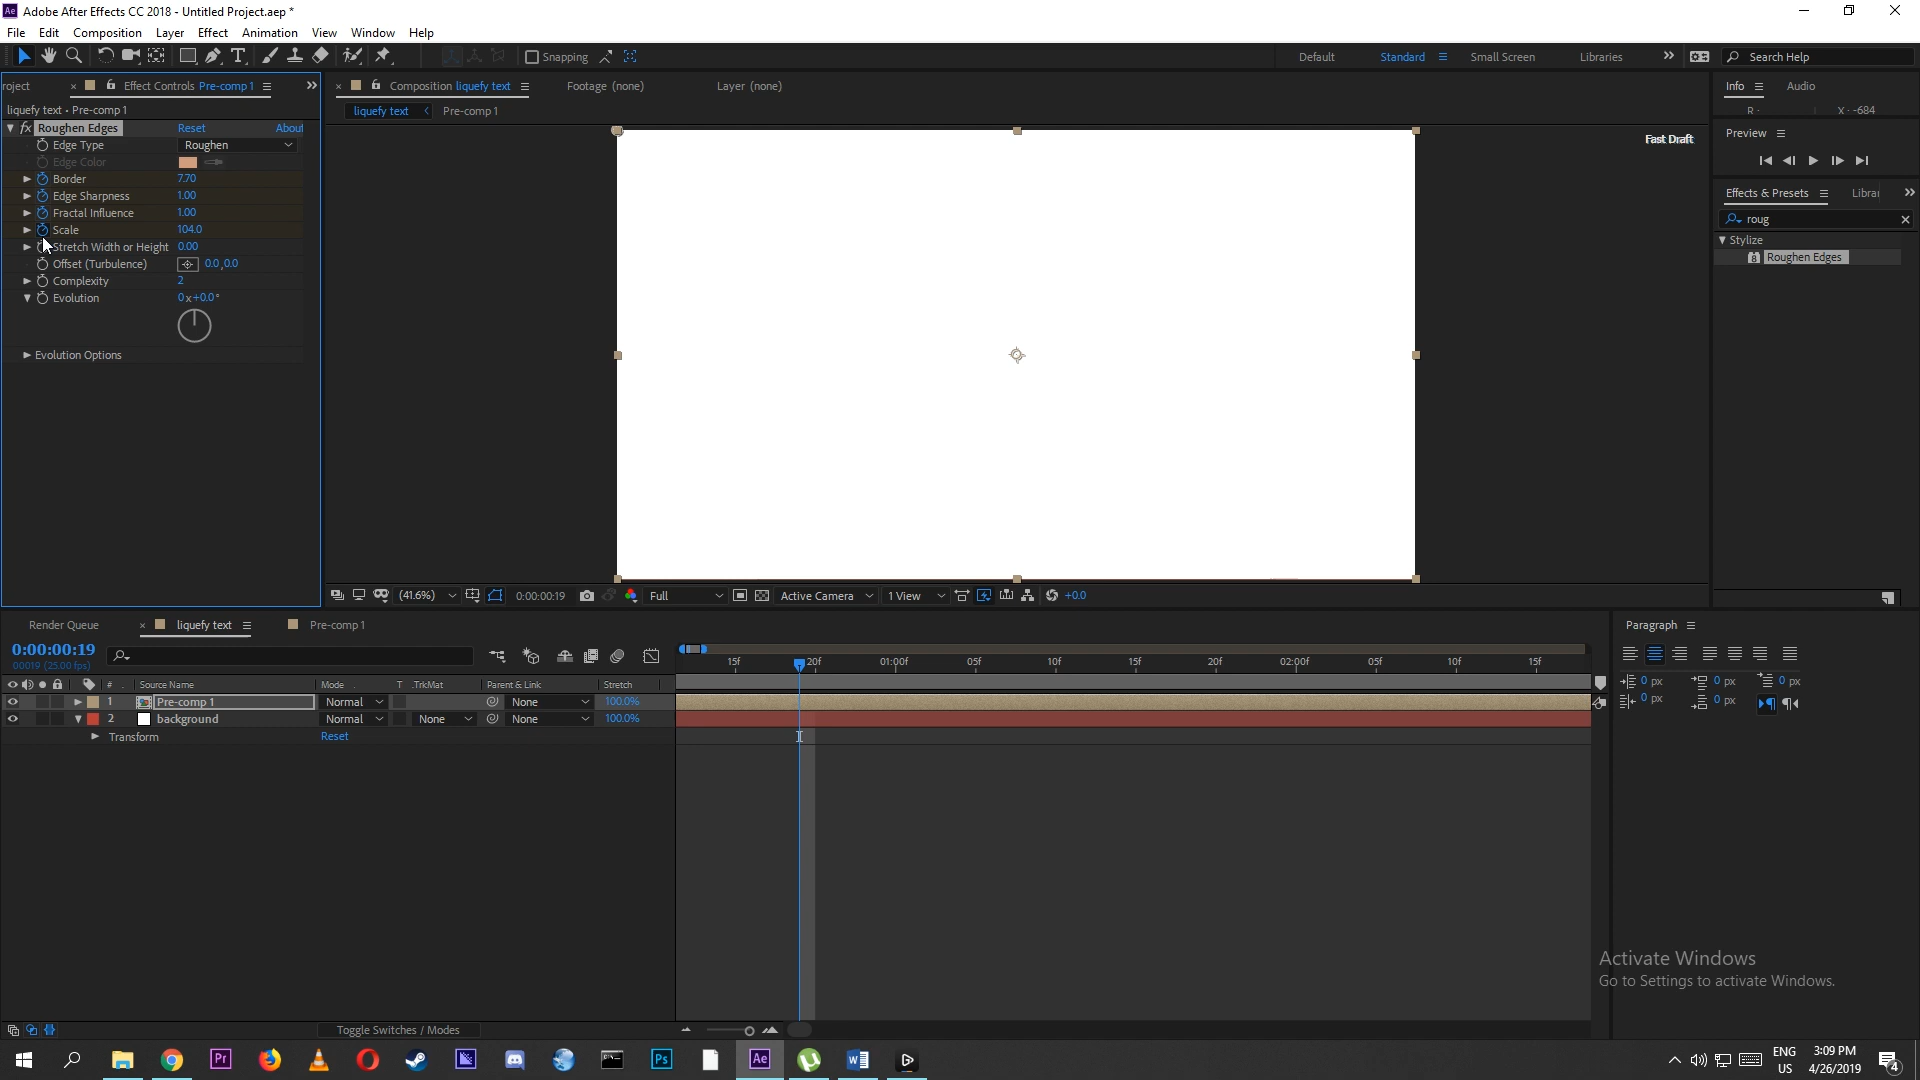 Adobe After Effects CC 2018 - Untitled Project.aep *
File Edit Composition Layer Effect Animation View Window Help
Snapping Default Standard Small Screen Libraries Search Help
roject Effect Controls Pre-comp 1 Composition liquefy text Footage (none) Layer (none) Info Audio
liquefy text • Pre-comp 1 liquefy text Pre-comp 1 R : X : -684
Roughen Edges Reset About
Edge Type Roughen
Edge Color
Border 7.70
Edge Sharpness 1.00
Fractal Influence 1.00
Scale 104.0
Stretch Width or Height 0.00
Offset (Turbulence) 0.0,0.0
Complexity 2
Evolution 0x+0.0°
Evolution Options
Fast Draft
Preview
Effects & Presets Librar
roug
Stylize
Roughen Edges
(41.6%) 0:00:00:19 Full Active Camera 1 View +0.0
Render Queue liquefy text Pre-comp 1
0:00:00:19
00019 (25.00 fps)
15f 20f 01:00f 05f 10f 15f 20f 02:00f 05f 10f 15f
# Source Name Mode T .TrkMat Parent & Link Stretch
1 Pre-comp 1 Normal None 100.0%
2 background Normal None None 100.0%
Transform Reset
Paragraph
0 px 0 px 0 px
0 px 0 px
Activate Windows
Go to Settings to activate Windows.
Toggle Switches / Modes
Pr Ps Ae
ENG 3:09 PM
US 4/26/2019 4